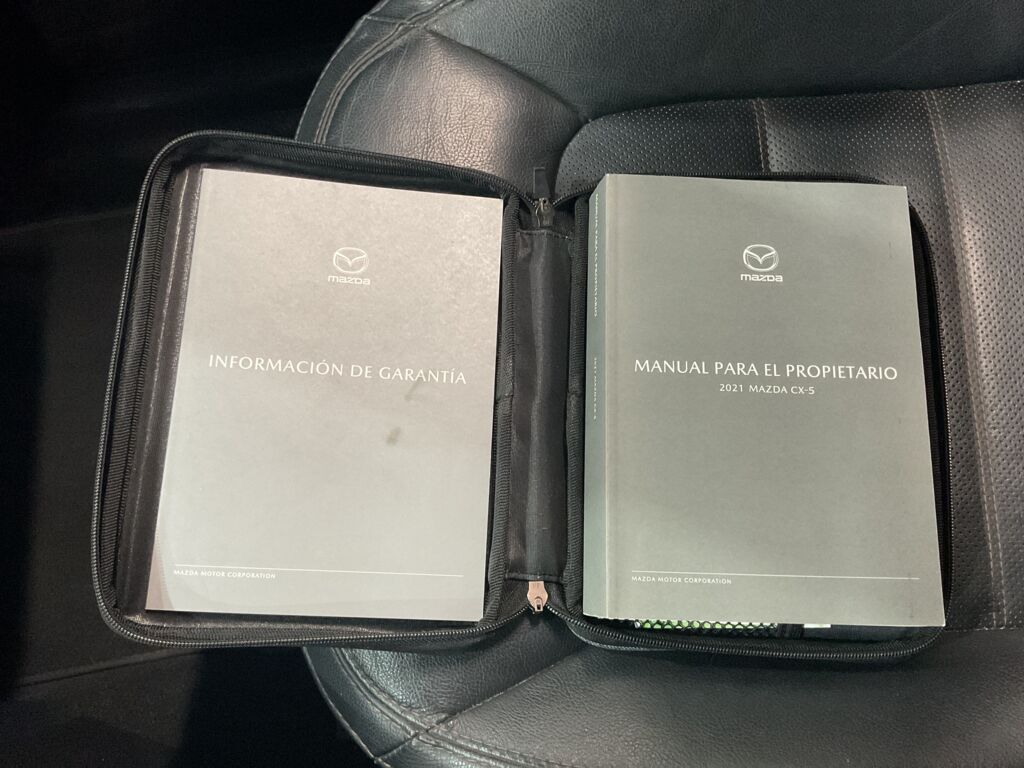 mazda
INFORMACIÓN DE GARANTÍA
MAZDA MOTOR CORPORATION
mazda
MANUAL PARA EL PROPIETARIO
2021 MAZDA CX-5
MAZDA MOTOR CORPORATION